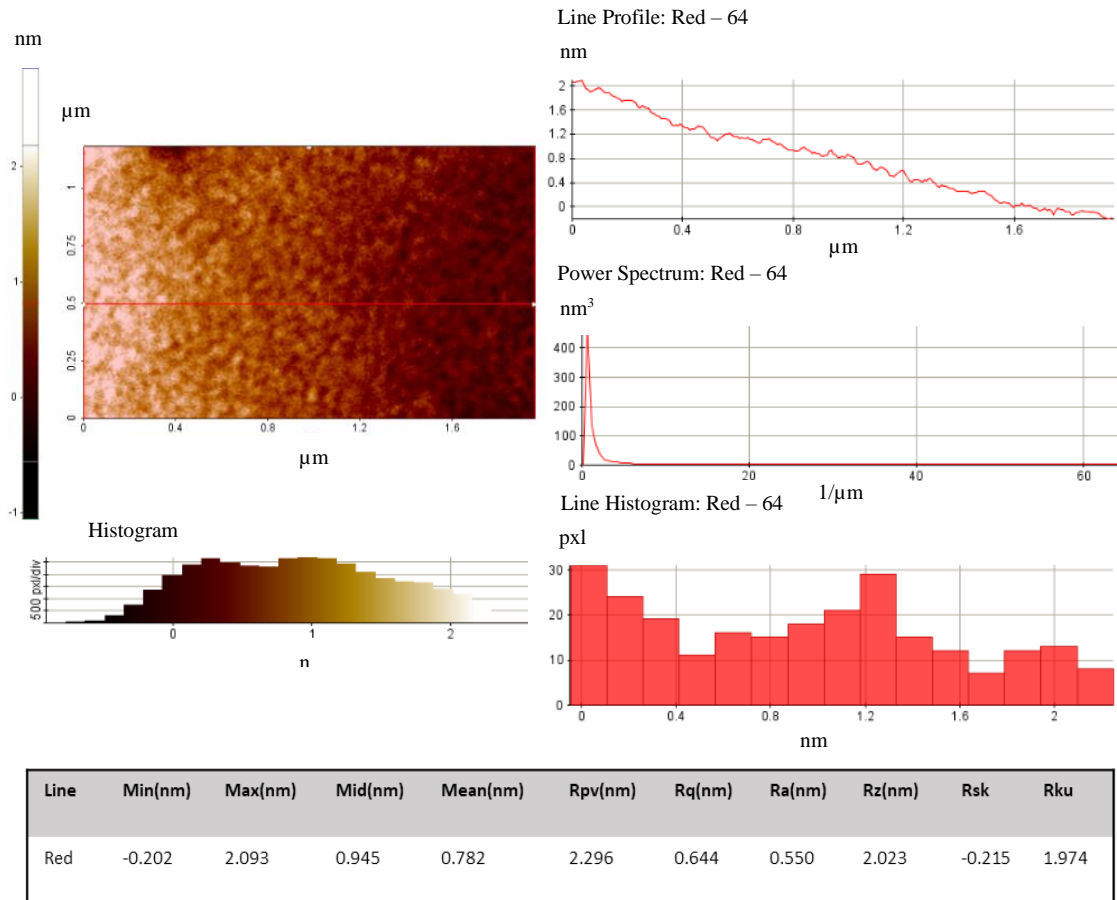 Line Profile: Red – 64
nm
2
1.6
1.2
0.8
0.4
0
0
0.4
0.8
1.2
1.6
µm
nm
2
1
0
-1
µm
1
0.75
0.5
0.25
0
0
0.4
0.8
1.2
1.6
µm
Power Spectrum: Red – 64
nm³
400
300
200
100
0
0
20
40
60
1/µm
Histogram
500 pxl/div
0
1
2
n
Line Histogram: Red – 64
pxl
30
20
10
0
0
0.4
0.8
1.2
1.6
2
nm
Line Min(nm) Max(nm) Mid(nm) Mean(nm) Rpv(nm) Rq(nm) Ra(nm) Rz(nm) Rsk Rku
Red -0.202 2.093 0.945 0.782 2.296 0.644 0.550 2.023 -0.215 1.974